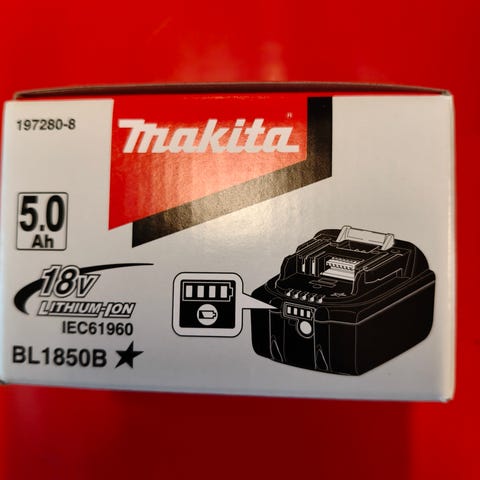 197280-8
makita®
5.0
Ah
18V
LITHIUM-ION
IEC61960
BL1850B ★